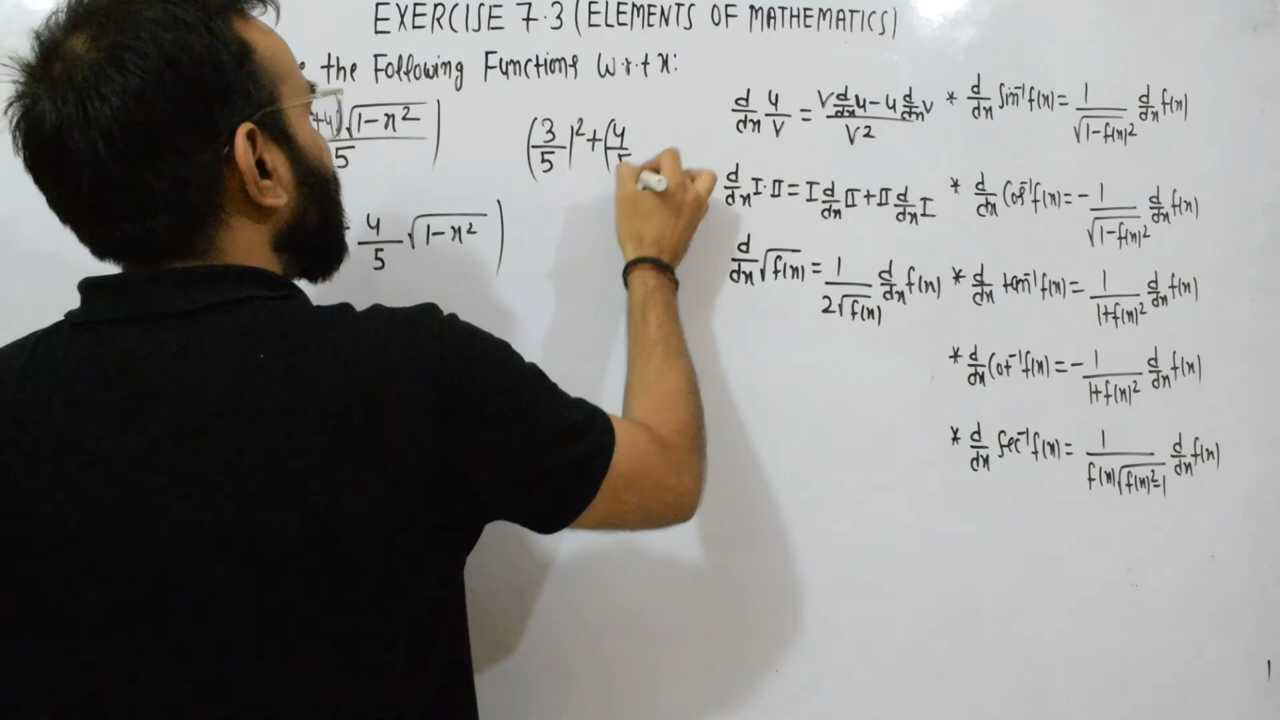 EXERCISE 7.3 (ELEMENTS OF MATHEMATICS)
the Following Functions W.r.t x:
+4√(1-x²) / 5 )
4/5 √(1-x²) )
(3/5)² + (4/5
d/dx u/v = (v d/dx u - u d/dx v) / v²
d/dx I·II = I d/dx II + II d/dx I
d/dx √f(x) = 1/(2√f(x)) d/dx f(x)
* d/dx Sin⁻¹f(x) = 1/√(1-f(x)²) d/dx f(x)
* d/dx Cos⁻¹f(x) = -1/√(1-f(x)²) d/dx f(x)
* d/dx tan⁻¹f(x) = 1/(1+f(x)²) d/dx f(x)
* d/dx Cot⁻¹f(x) = -1/(1+f(x)²) d/dx f(x)
* d/dx Sec⁻¹f(x) = 1/(f(x)√(f(x)²-1)) d/dx f(x)